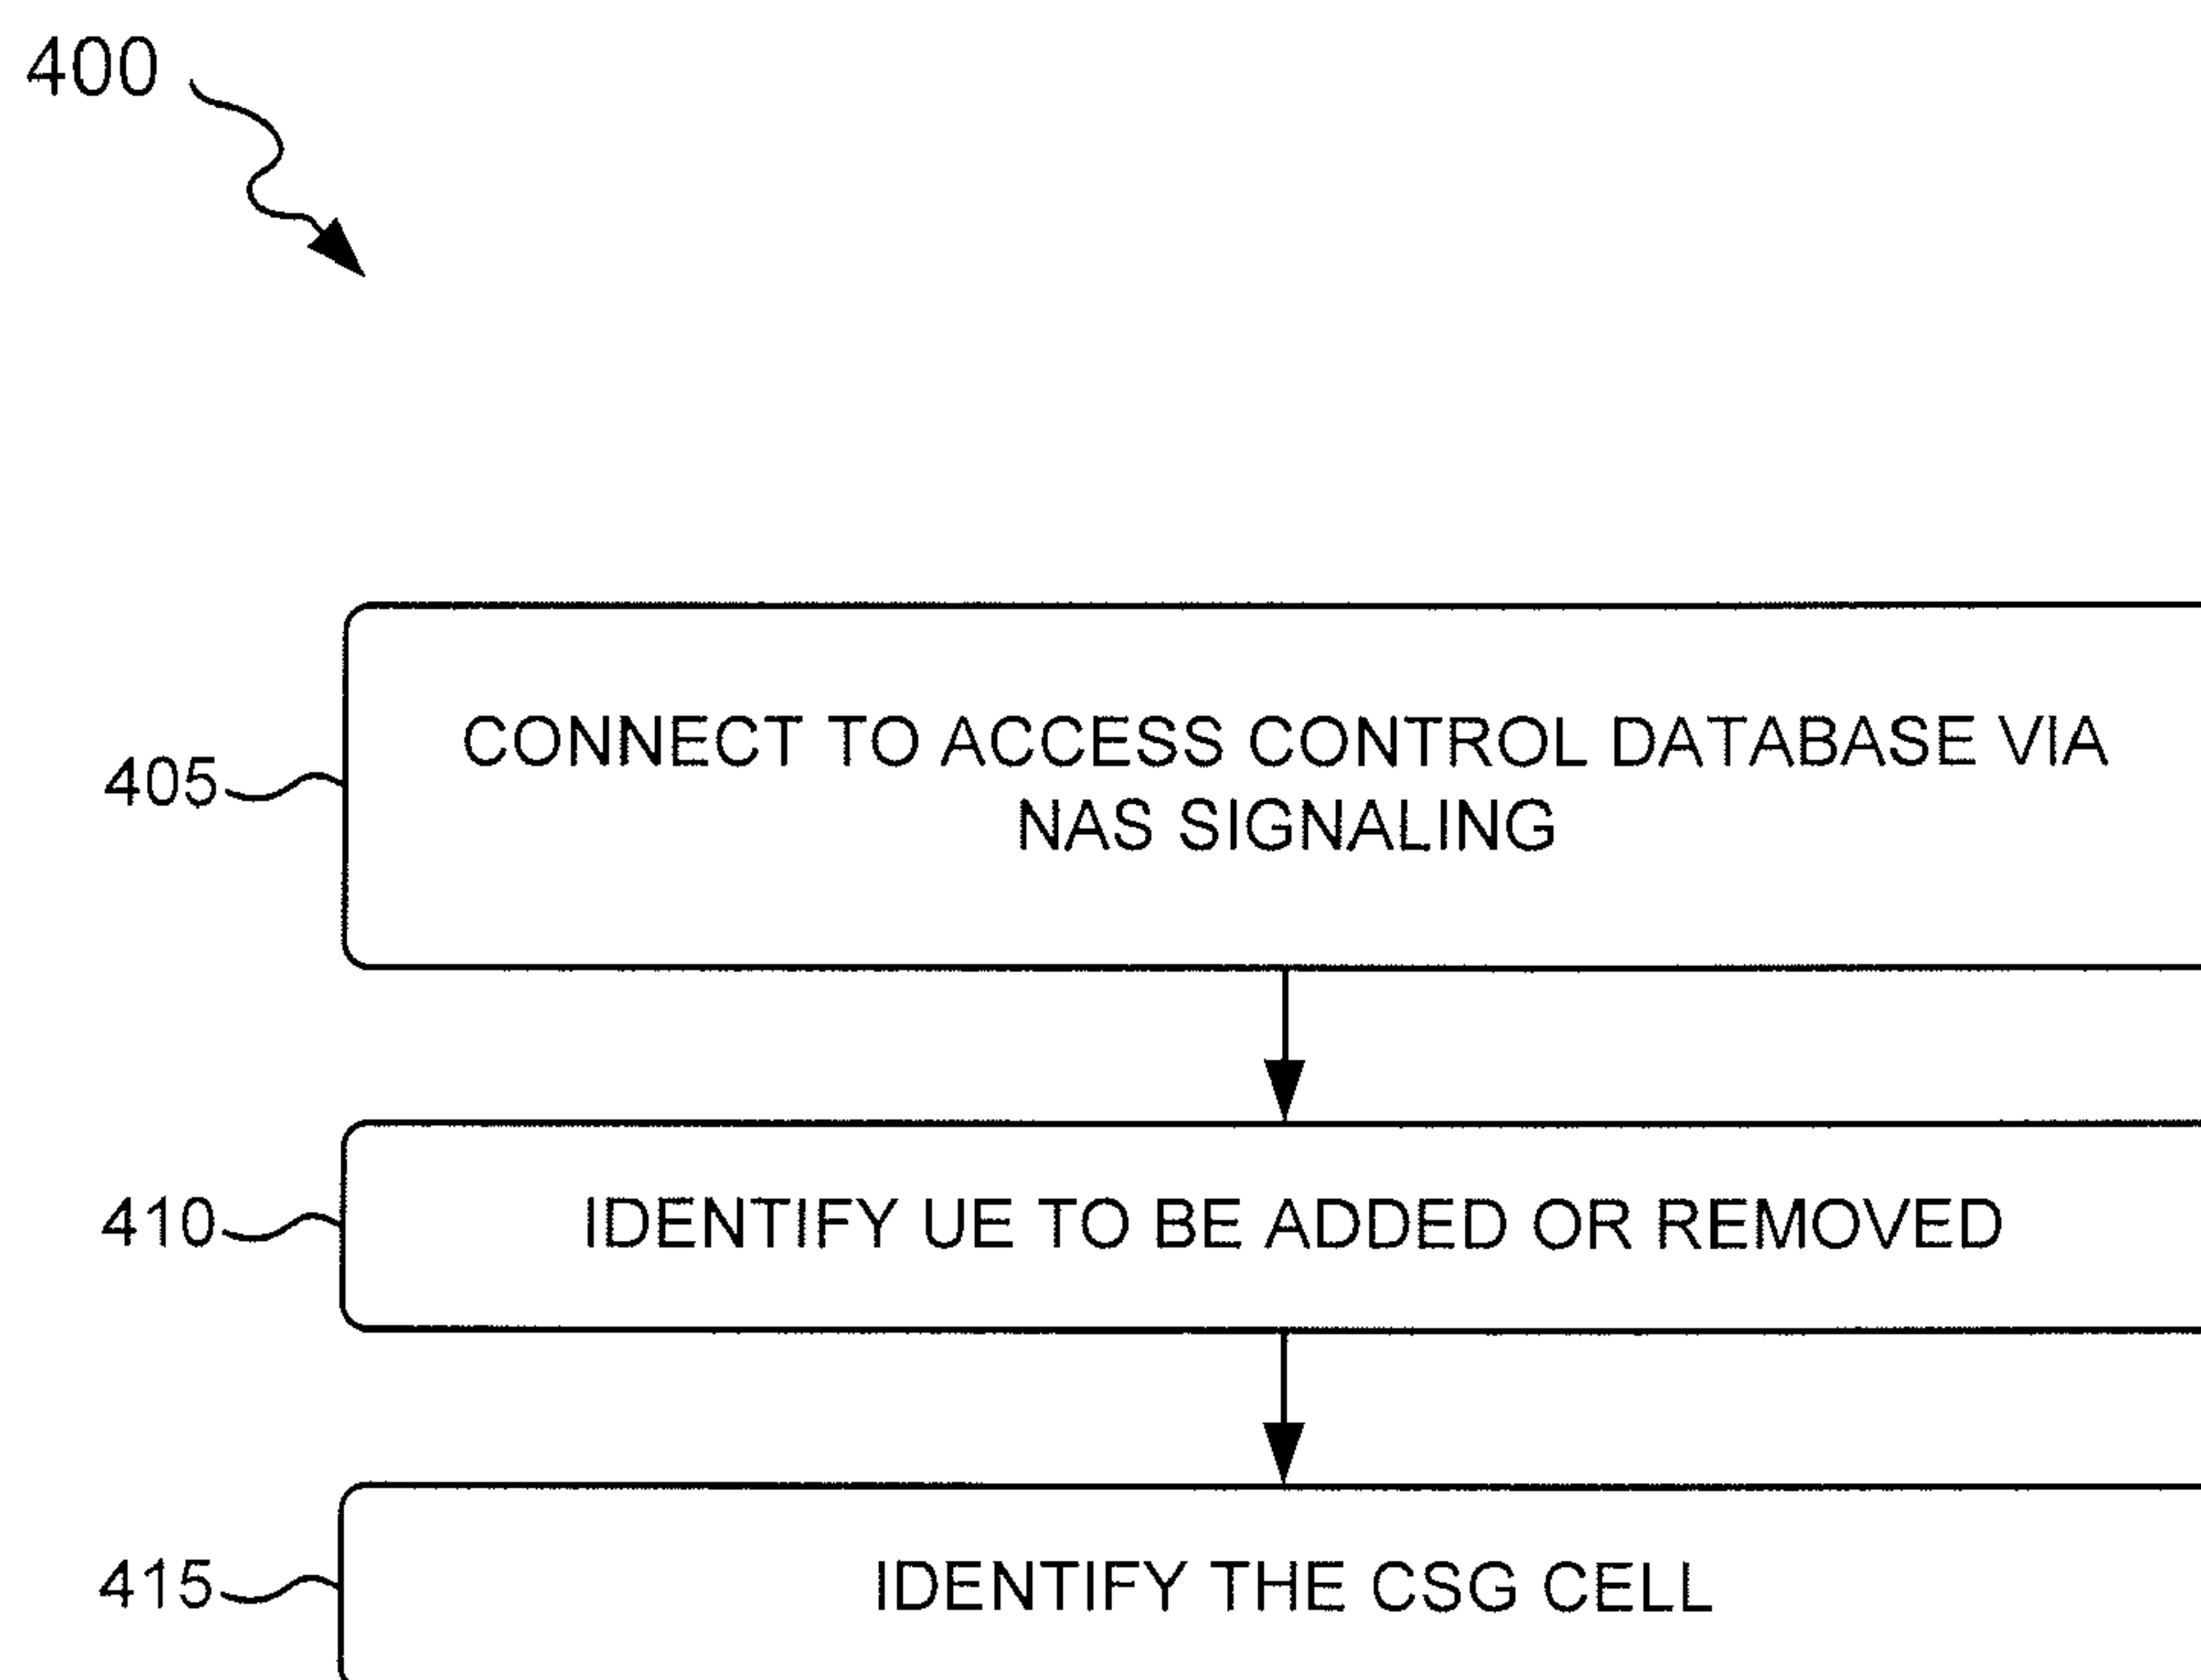 400
405
CONNECT TO ACCESS CONTROL DATABASE VIA
NAS SIGNALING
410
IDENTIFY UE TO BE ADDED OR REMOVED
415
IDENTIFY THE CSG CELL